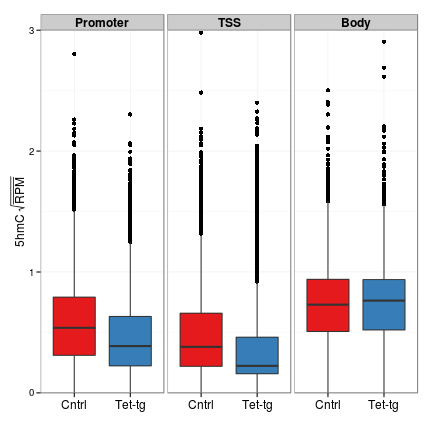 Promoter TSS Body
5hmC √RPM
3
2
1
0
Cntrl Tet-tg Cntrl Tet-tg Cntrl Tet-tg